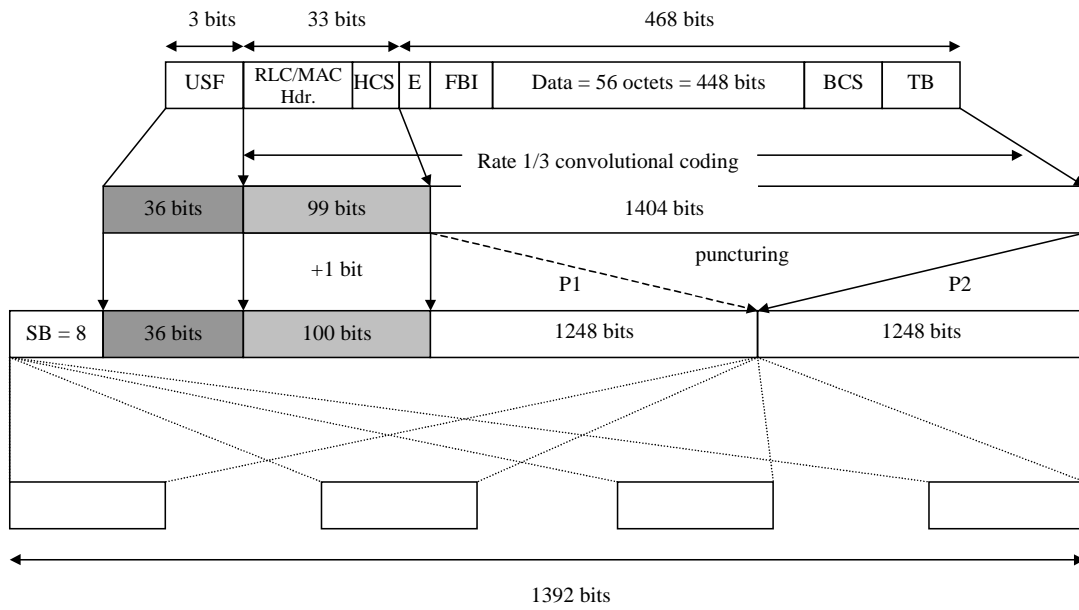 3 bits 33 bits 468 bits
USF RLC/MAC Hdr. HCS E FBI Data = 56 octets = 448 bits BCS TB
Rate 1/3 convolutional coding
36 bits 99 bits 1404 bits
puncturing
+1 bit
P1 P2
SB = 8 36 bits 100 bits 1248 bits 1248 bits
1392 bits